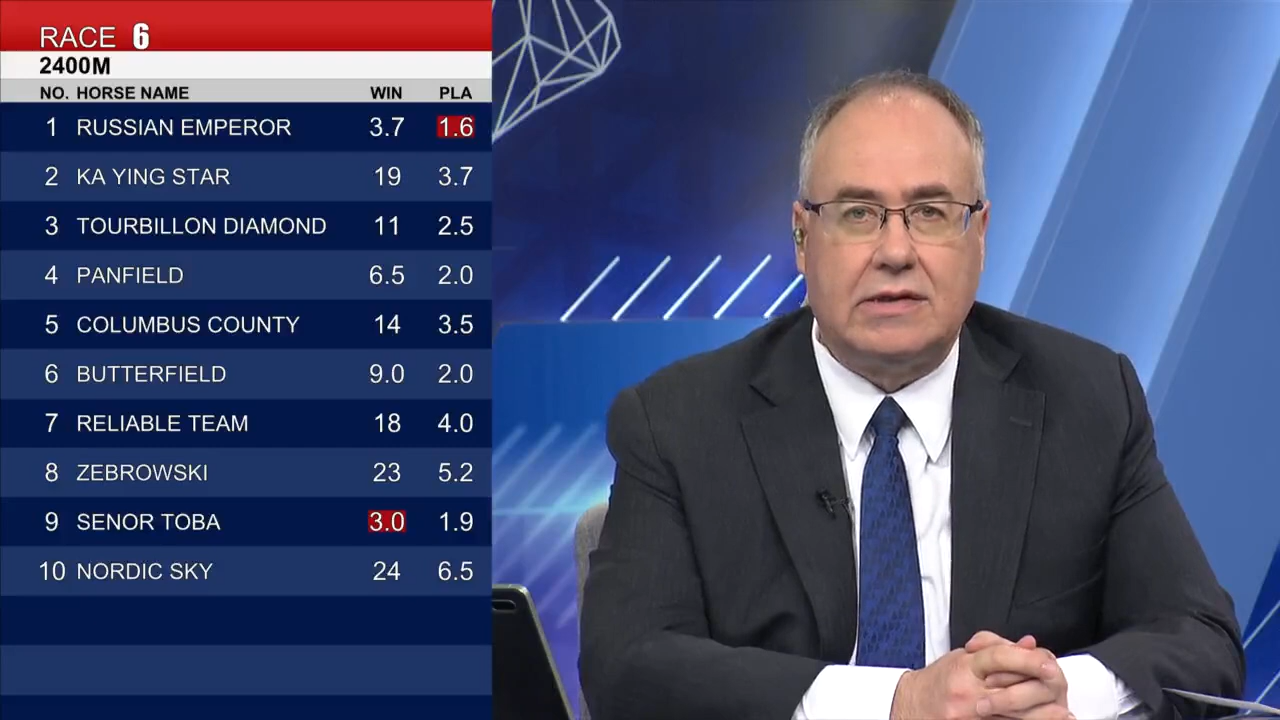 RACE 6
2400M
NO. HORSE NAME WIN PLA
1 RUSSIAN EMPEROR 3.7 1.6
2 KA YING STAR 19 3.7
3 TOURBILLON DIAMOND 11 2.5
4 PANFIELD 6.5 2.0
5 COLUMBUS COUNTY 14 3.5
6 BUTTERFIELD 9.0 2.0
7 RELIABLE TEAM 18 4.0
8 ZEBROWSKI 23 5.2
9 SENOR TOBA 3.0 1.9
10 NORDIC SKY 24 6.5